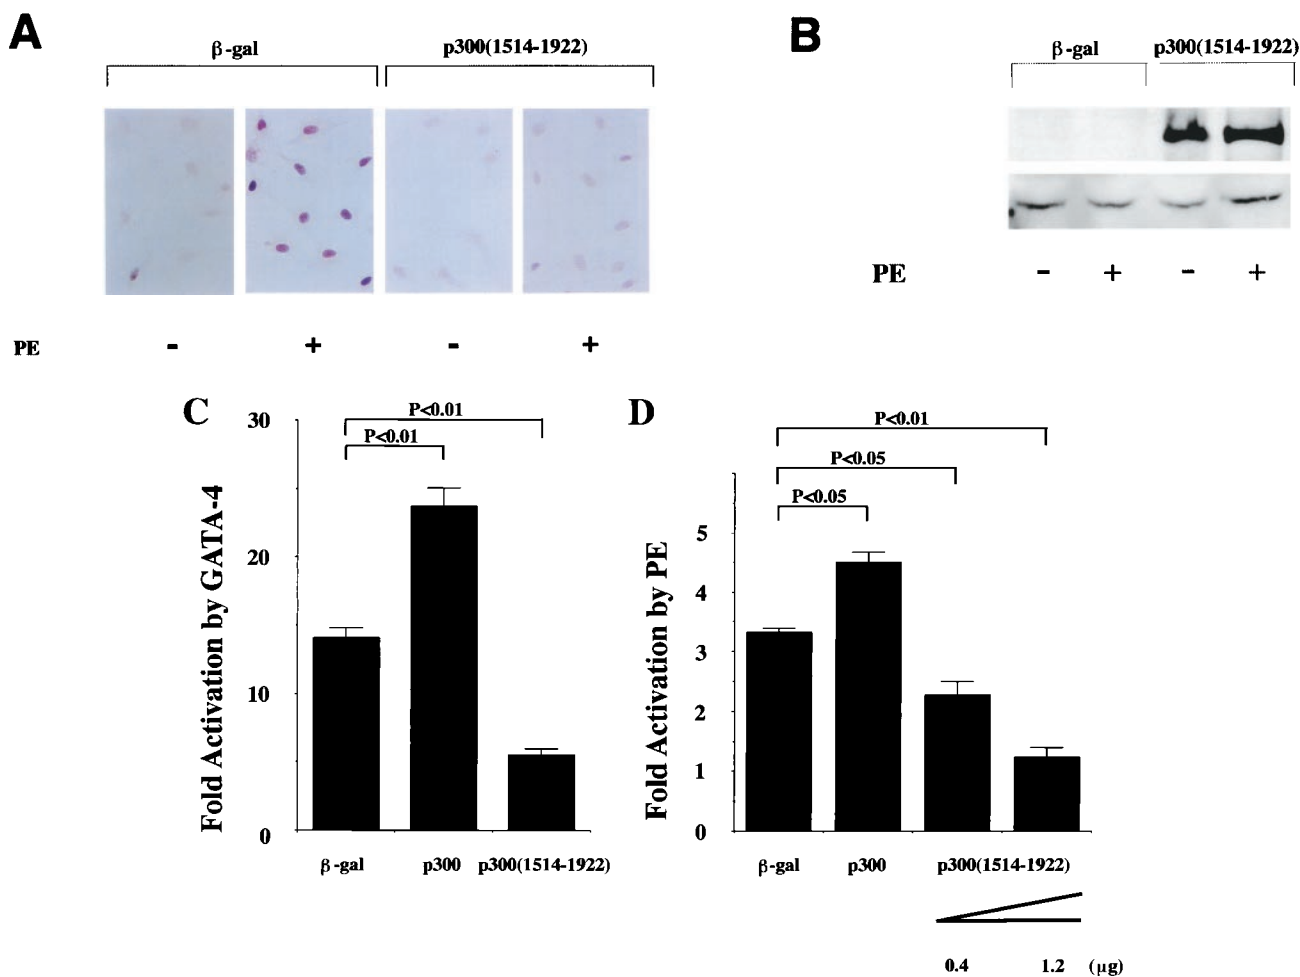 A
β-gal p300(1514-1922)
PE - + - +
B
β-gal p300(1514-1922)
PE - + - +
C
P<0.01
P<0.01
Fold Activation by GATA-4
30
20
10
0
β-gal p300 p300(1514-1922)
D
P<0.01
P<0.05
P<0.05
Fold Activation by PE
5
4
3
2
1
0
β-gal p300 p300(1514-1922)
0.4 1.2 (μg)